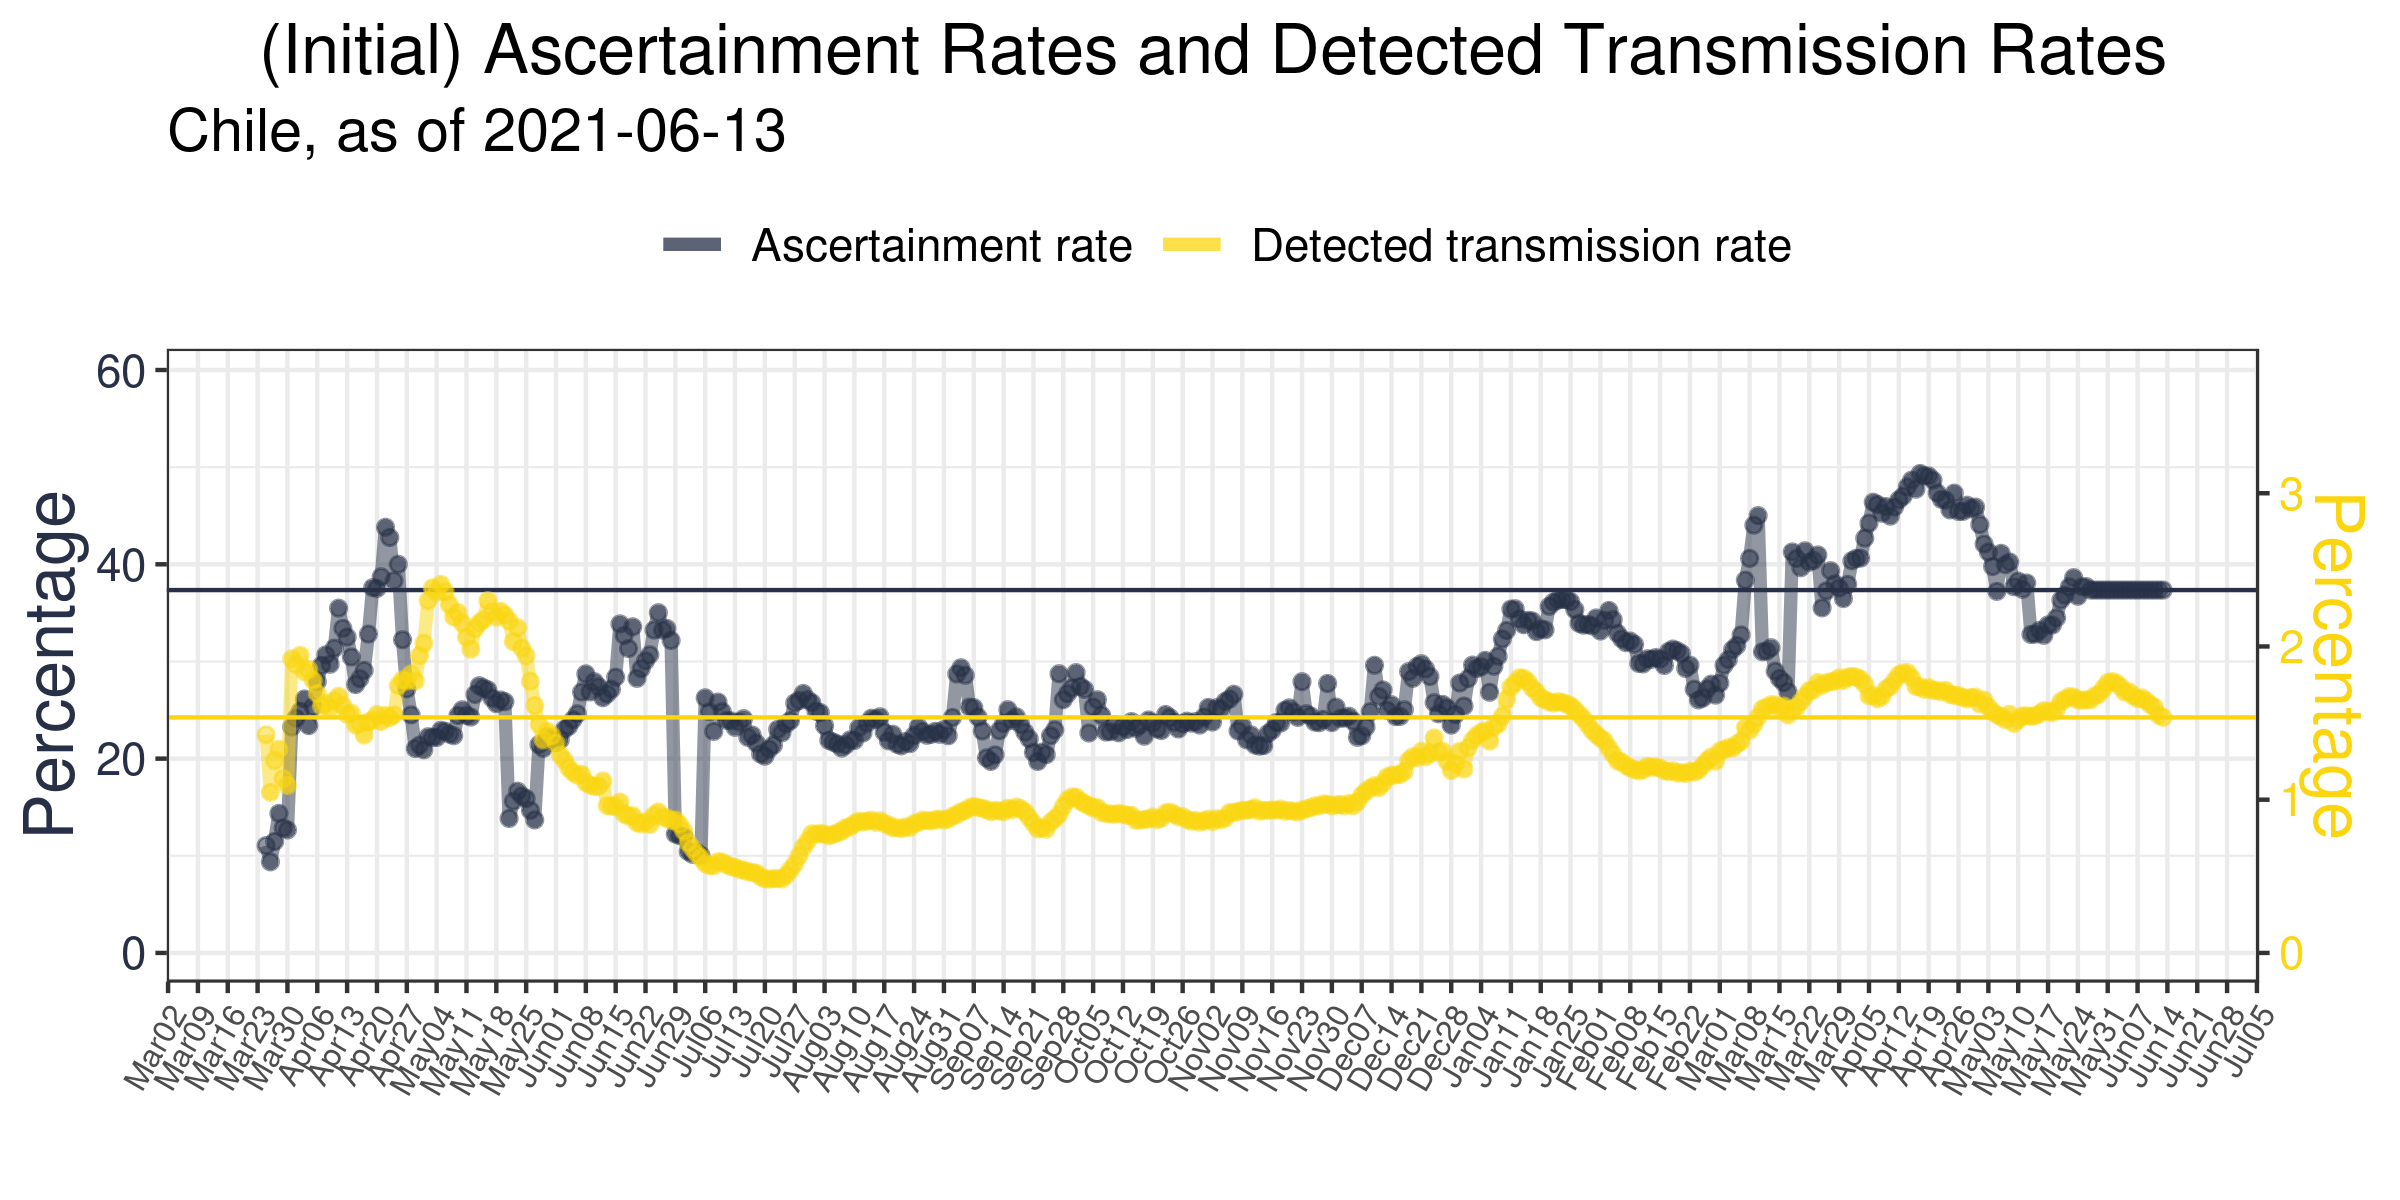 (Initial) Ascertainment Rates and Detected Transmission Rates
Chile, as of 2021-06-13
Ascertainment rate
Detected transmission rate
Percentage
60
40
20
0
3
2
1
0
Percentage
Mar02
Mar09
Mar16
Mar23
Mar30
Apr06
Apr13
Apr20
Apr27
May04
May11
May18
May25
Jun01
Jun08
Jun15
Jun22
Jun29
Jul06
Jul13
Jul20
Jul27
Aug03
Aug10
Aug17
Aug24
Aug31
Sep07
Sep14
Sep21
Sep28
Oct05
Oct12
Oct19
Oct26
Nov02
Nov09
Nov16
Nov23
Nov30
Dec07
Dec14
Dec21
Dec28
Jan04
Jan11
Jan18
Jan25
Feb01
Feb08
Feb15
Feb22
Mar01
Mar08
Mar15
Mar22
Mar29
Apr05
Apr12
Apr19
Apr26
May03
May10
May17
May24
May31
Jun07
Jun14
Jun21
Jun28
Jul05